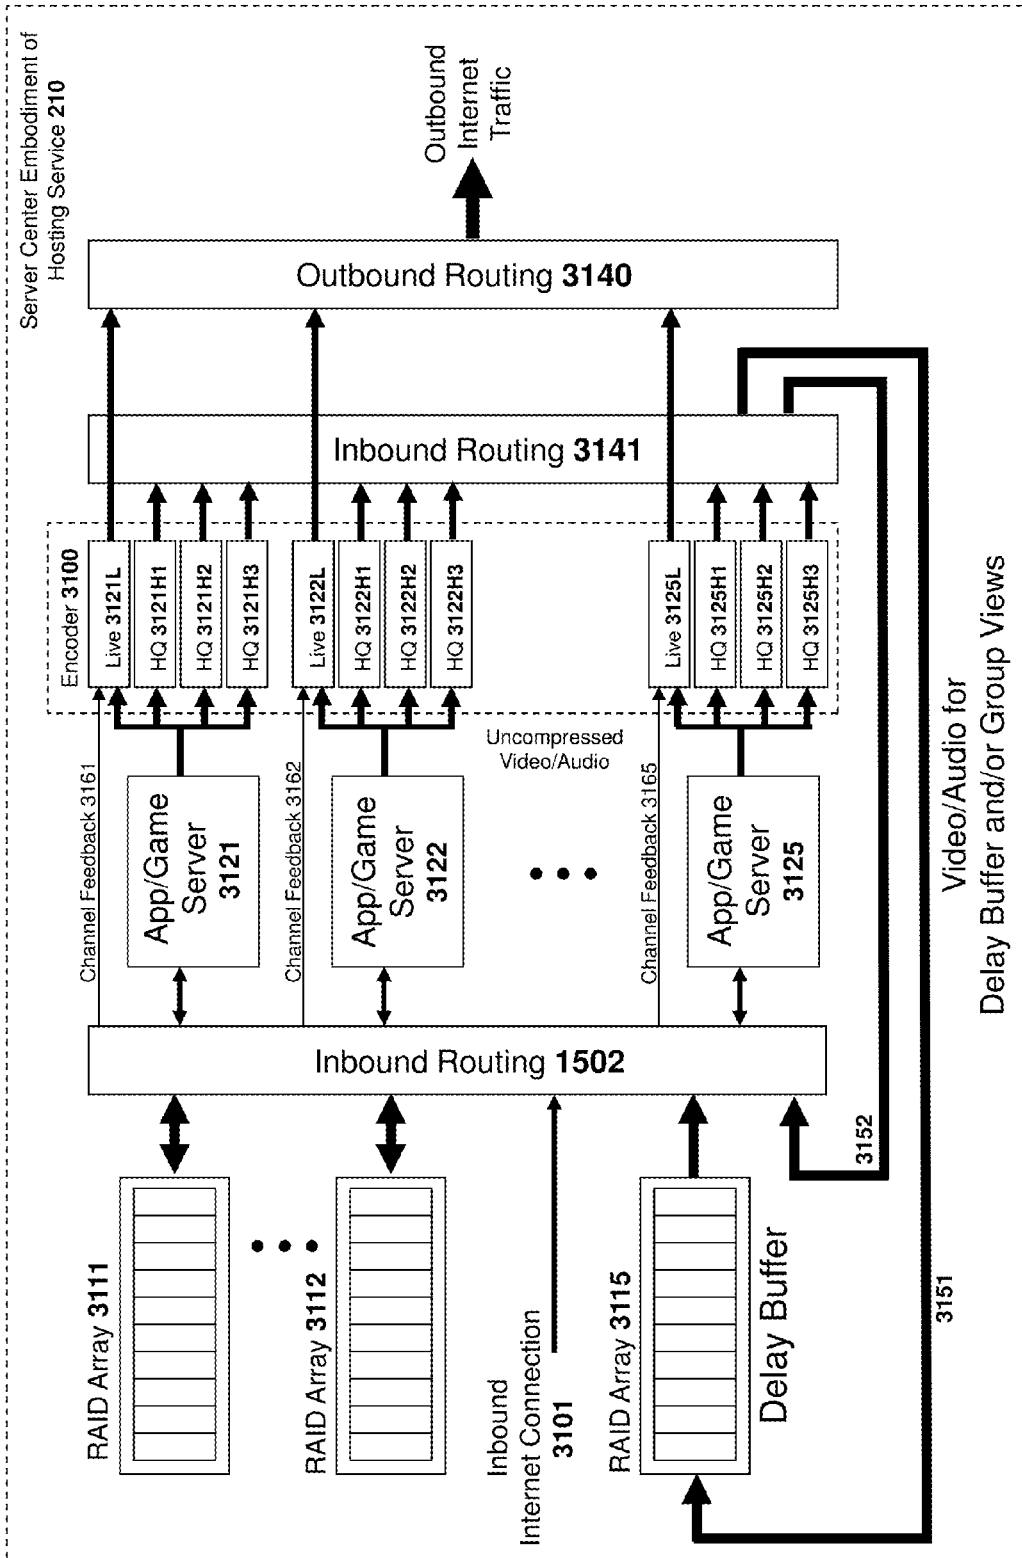 Server Center Embodiment of
Hosting Service 210
RAID Array 3111
RAID Array 3112
Inbound
Internet Connection
3101
RAID Array 3115
Delay Buffer
Inbound Routing 1502
Channel Feedback 3161
App/Game
Server
3121
Channel Feedback 3162
App/Game
Server
3122
Channel Feedback 3165
App/Game
Server
3125
Uncompressed
Video/Audio
Encoder 3100
Live 3121L
HQ 3121H1
HQ 3121H2
HQ 3121H3
Live 3122L
HQ 3122H1
HQ 3122H2
HQ 3122H3
Live 3125L
HQ 3125H1
HQ 3125H2
HQ 3125H3
Inbound Routing 3141
Outbound Routing 3140
Outbound
Internet
Traffic
3152
3151
Video/Audio for
Delay Buffer and/or Group Views